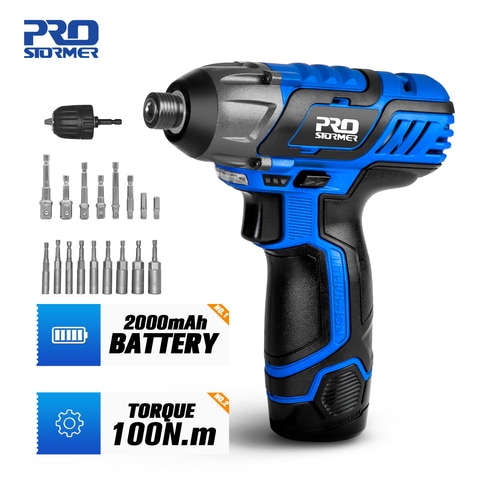 PRO
STORMER
PRO
STORMER
2000mAh
NO.1
BATTERY
TORQUE
NO.2
100N.m